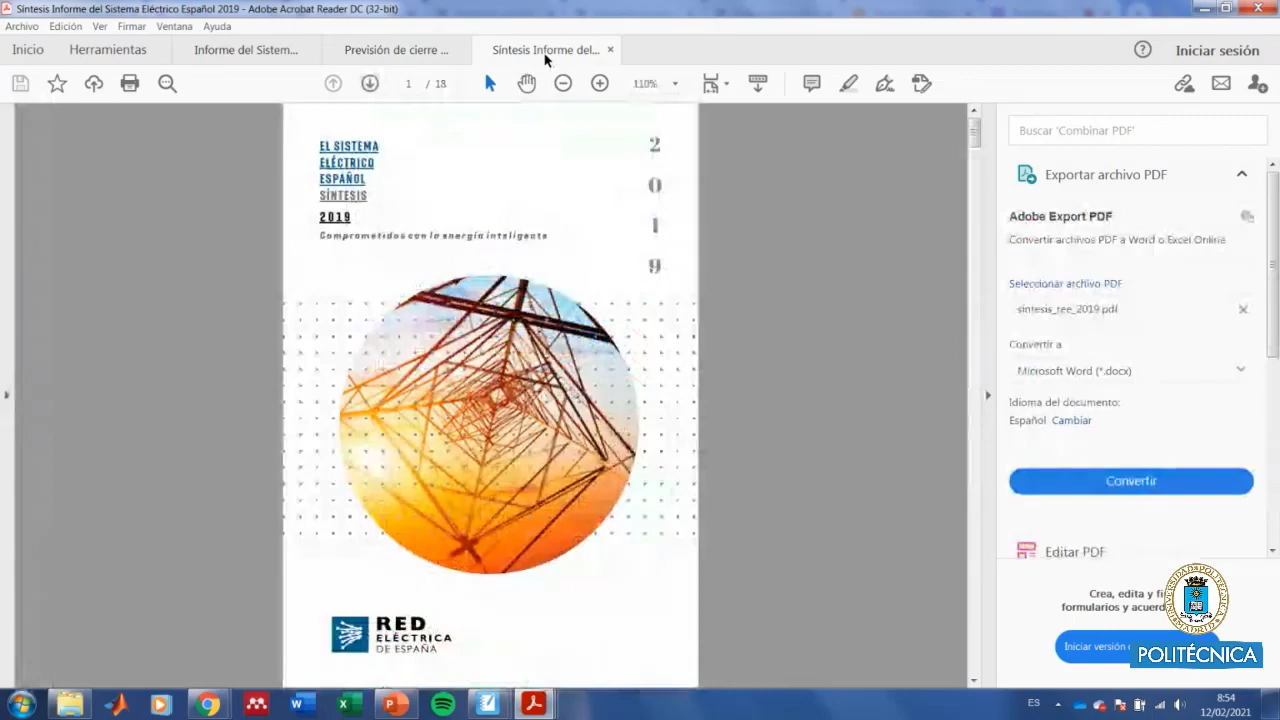 Síntesis Informe del Sistema Eléctrico Español 2019 - Adobe Acrobat Reader DC (32-bit)
Archivo Edición Ver Firmar Ventana Ayuda
Inicio Herramientas Informe del Sistem... Previsión de cierre ... Síntesis Informe del... × Iniciar sesión
1 / 18 110%
EL SISTEMA
ELÉCTRICO
ESPAÑOL
SÍNTESIS
2019
Comprometidos con la energía inteligente
2
0
1
9
RED
ELÉCTRICA
DE ESPAÑA
Buscar 'Combinar PDF'
Exportar archivo PDF
Adobe Export PDF
Convertir archivos PDF a Word o Excel Online
Seleccionar archivo PDF
sintesis_ree_2019.pdf
Convertir a
Microsoft Word (*.docx)
Idioma del documento:
Español Cambiar
Convertir
Editar PDF
Crea, edita y fi
formularios y acuerd
Iniciar versión
POLITÉCNICA
ES
8:54
12/02/2021